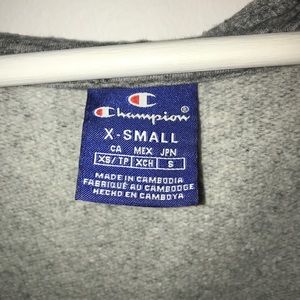 Champion®
X-SMALL
CA MEX JPN
XS/TP XCH S
MADE IN CAMBODIA
FABRIQUÉ AU CAMBODGE
HECHO EN CAMBOYA